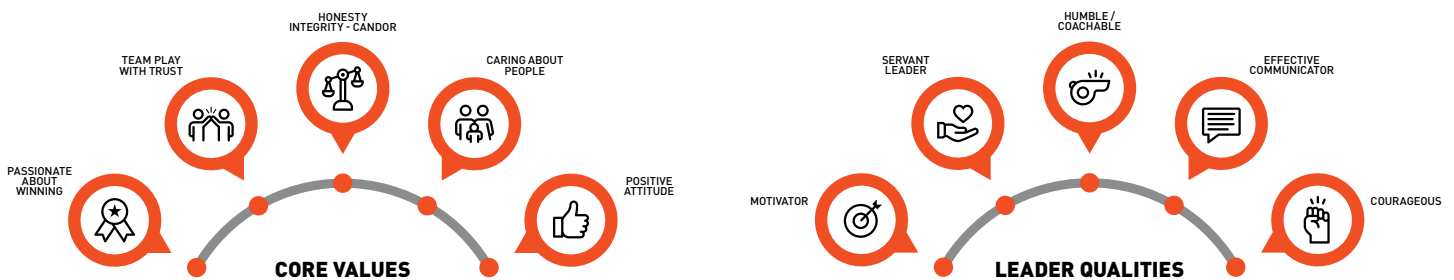 PASSIONATE
ABOUT
WINNING
TEAM PLAY
WITH TRUST
HONESTY
INTEGRITY - CANDOR
CARING ABOUT
PEOPLE
POSITIVE
ATTITUDE
CORE VALUES
MOTIVATOR
SERVANT
LEADER
HUMBLE /
COACHABLE
EFFECTIVE
COMMUNICATOR
COURAGEOUS
LEADER QUALITIES